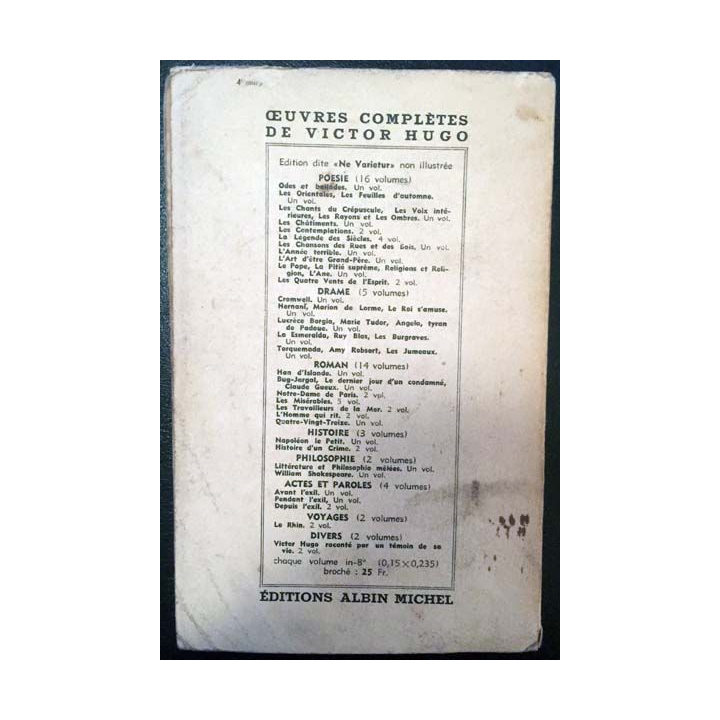 ŒUVRES COMPLÈTES
DE VICTOR HUGO
Edition dite «Ne Varietur» non illustrée
POESIE (16 volumes)
Odes et ballades. Un vol.
Les Orientales, Les Feuilles d'automne.
Un vol.
Les Chants du Crépuscule, Les Voix inté-
rieures, Les Rayons et Les Ombres. Un vol.
Les Châtiments. Un vol.
Les Contemplations. 2 vol.
La Légende des Siècles. 4 vol.
Les Chansons des Rues et des Bois, Un vol.
L'Année terrible. Un vol.
L'Art d'être Grand-Père. Un vol.
Le Pape, La Pitié suprême, Religions et Reli-
gion, L'Ane. Un vol.
Les Quatre Vents de l'Esprit. 2 vol.
DRAME (5 volumes)
Cromwell. Un vol.
Hernani, Marion de Lorme, Le Roi s'amuse.
Un vol.
Lucrèce Borgia, Marie Tudor, Angelo, tyran
de Padoue. Un vol.
La Esmeralda, Ruy Blas, Les Burgraves.
Un vol.
Torquemada, Amy Robsart, Les Jumeaux.
Un vol.
ROMAN (14 volumes)
Han d'Islande. Un vol.
Bug-Jargal, Le dernier jour d'un condamné,
Claude Gueux. Un vol.
Notre-Dame de Paris. 2 vol.
Les Misérables. 5 vol.
Les Travailleurs de la Mer. 2 vol.
L'Homme qui rit. 2 vol.
Quatre-Vingt-Treize. Un vol.
HISTOIRE (3 volumes)
Napoléon le Petit. Un vol.
Histoire d'un Crime. 2 vol.
PHILOSOPHIE (2 volumes)
Littérature et Philosophie mêlées. Un vol.
William Shakespeare. Un vol.
ACTES ET PAROLES (4 volumes)
Avant l'exil. Un vol.
Pendant l'exil, Un vol.
Depuis l'exil. 2 vol.
VOYAGES (2 volumes)
Le Rhin. 2 vol.
DIVERS (2 volumes)
Victor Hugo raconté par un témoin de sa
vie. 2 vol.
chaque volume in-8° (0,15×0,235)
broché : 25 Fr.
ÉDITIONS ALBIN MICHEL